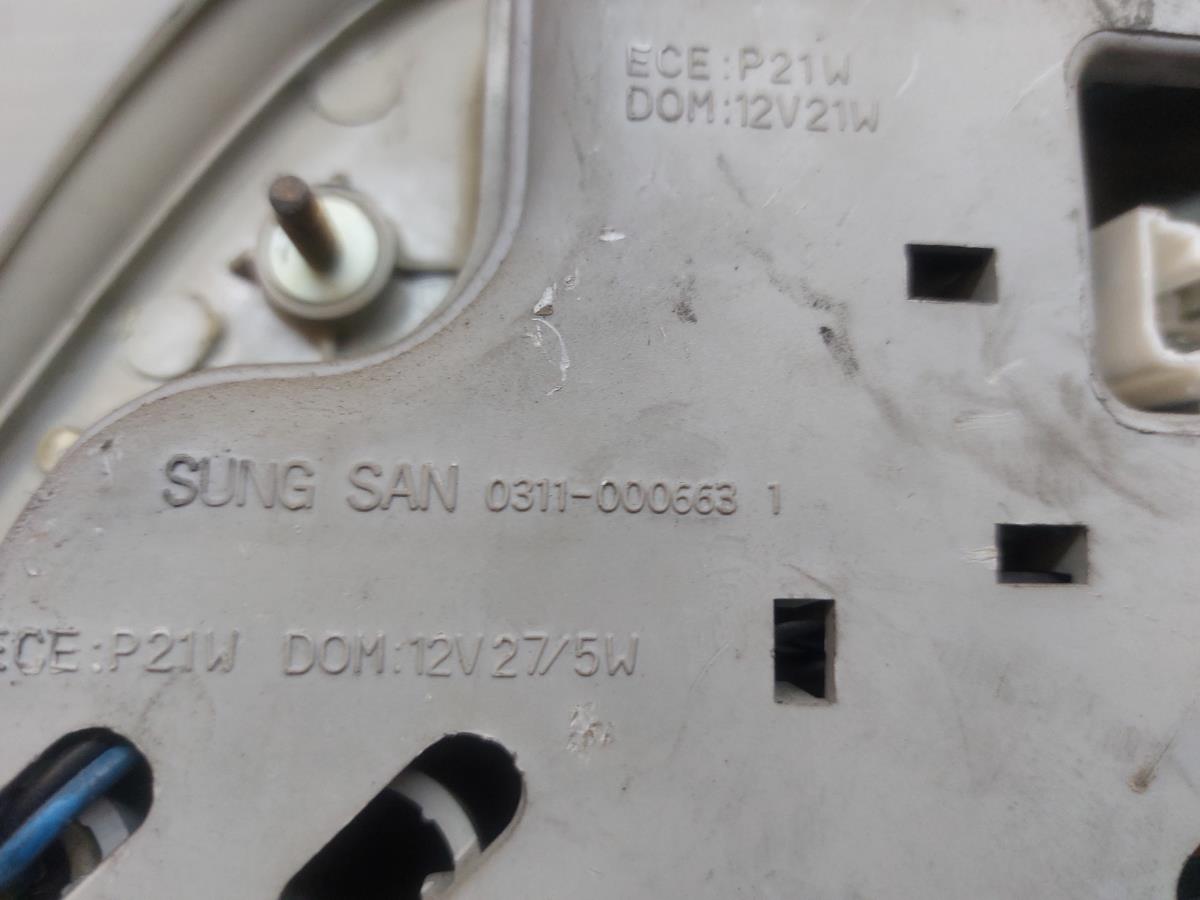 ECE:P21W
DOM:12V21W
SUNG SAN 0311-000663 1
ECE:P21W DOM:12V27/5W